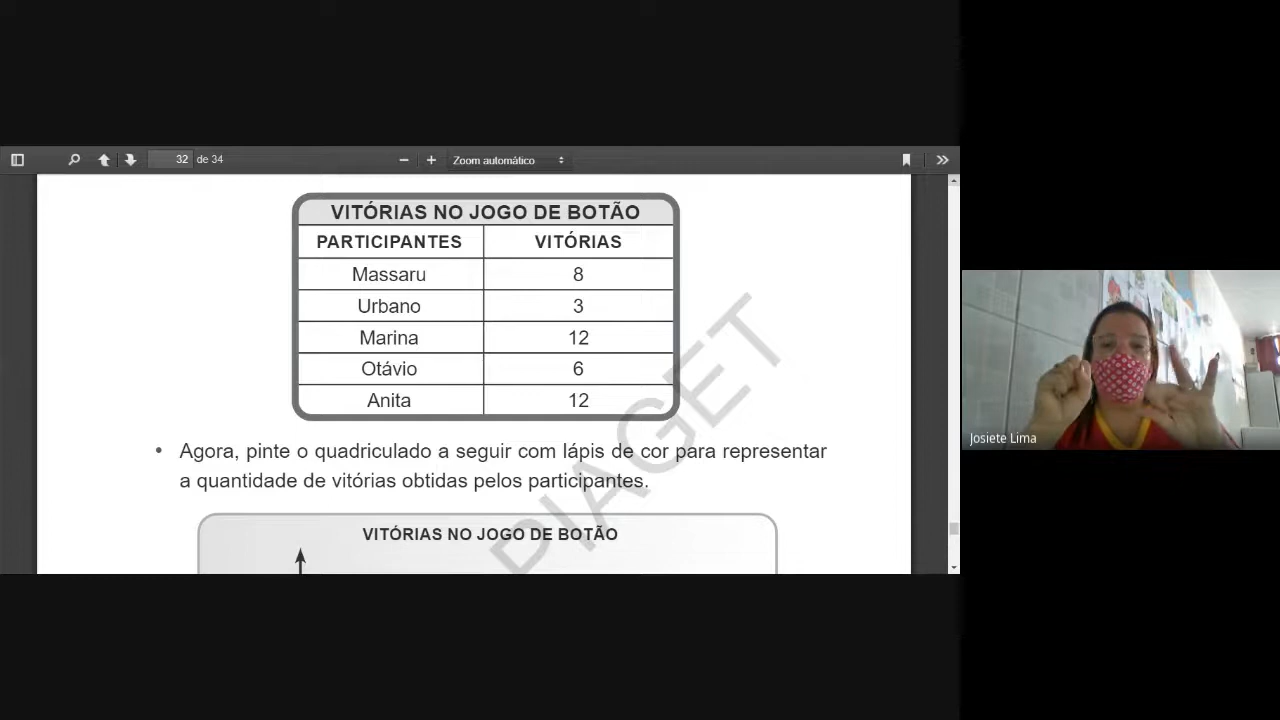 32 de 34
Zoom automático
VITÓRIAS NO JOGO DE BOTÃO
PARTICIPANTES VITÓRIAS
Massaru 8
Urbano 3
Marina 12
Otávio 6
Anita 12
• Agora, pinte o quadriculado a seguir com lápis de cor para representar
a quantidade de vitórias obtidas pelos participantes.
VITÓRIAS NO JOGO DE BOTÃO
PIAGET
Josiete Lima